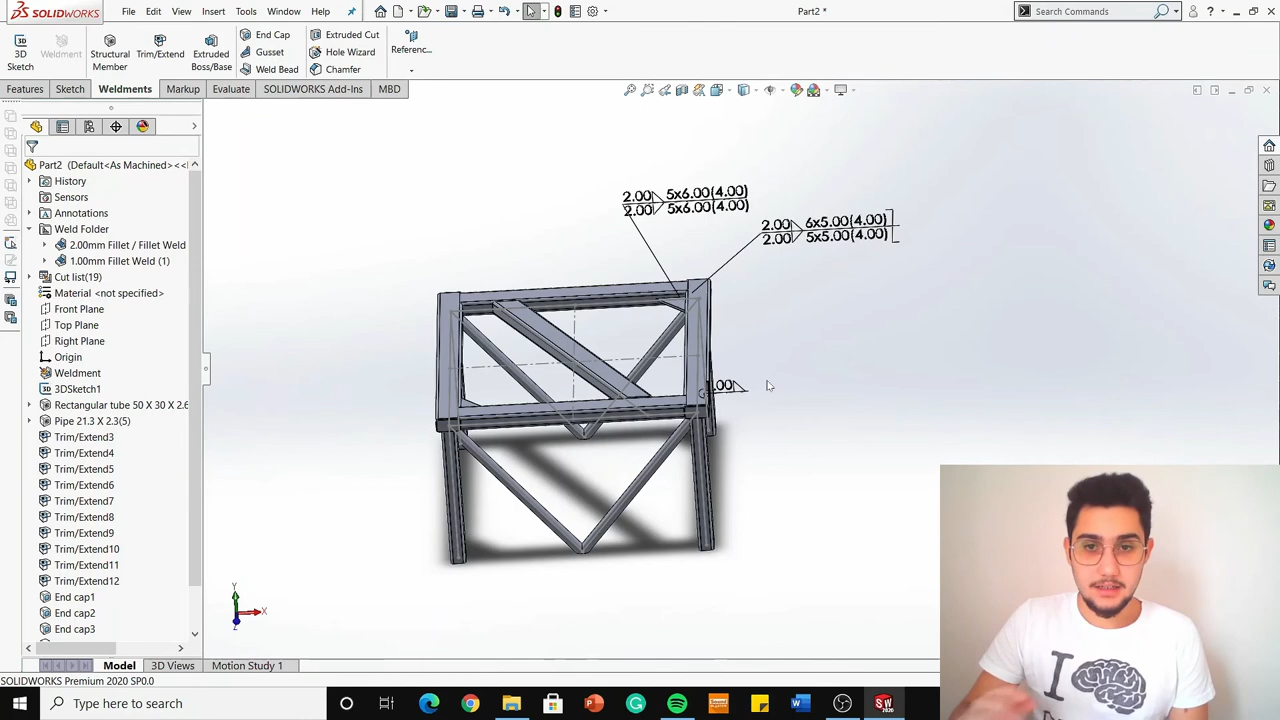 SOLIDWORKS
File Edit View Insert Tools Window Help
Part2 *
Search Commands
3D Sketch
Weldment
Structural Member
Trim/Extend
Extruded Boss/Base
End Cap
Gusset
Weld Bead
Extruded Cut
Hole Wizard
Chamfer
Referenc...
Features Sketch Weldments Markup Evaluate SOLIDWORKS Add-Ins MBD
Part2 (Default<As Machined><<
History
Sensors
Annotations
Weld Folder
2.00mm Fillet / Fillet Weld
1.00mm Fillet Weld (1)
Cut list(19)
Material <not specified>
Front Plane
Top Plane
Right Plane
Origin
Weldment
3DSketch1
Rectangular tube 50 X 30 X 2.6
Pipe 21.3 X 2.3(5)
Trim/Extend3
Trim/Extend4
Trim/Extend5
Trim/Extend6
Trim/Extend7
Trim/Extend8
Trim/Extend9
Trim/Extend10
Trim/Extend11
Trim/Extend12
End cap1
End cap2
End cap3
2.00 5x6.00(4.00)
2.00 5x6.00(4.00)
2.00 6x5.00(4.00)
2.00 5x5.00(4.00)
Y
X
Z
I
Model 3D Views Motion Study 1
SOLIDWORKS Premium 2020 SP0.0
Type here to search